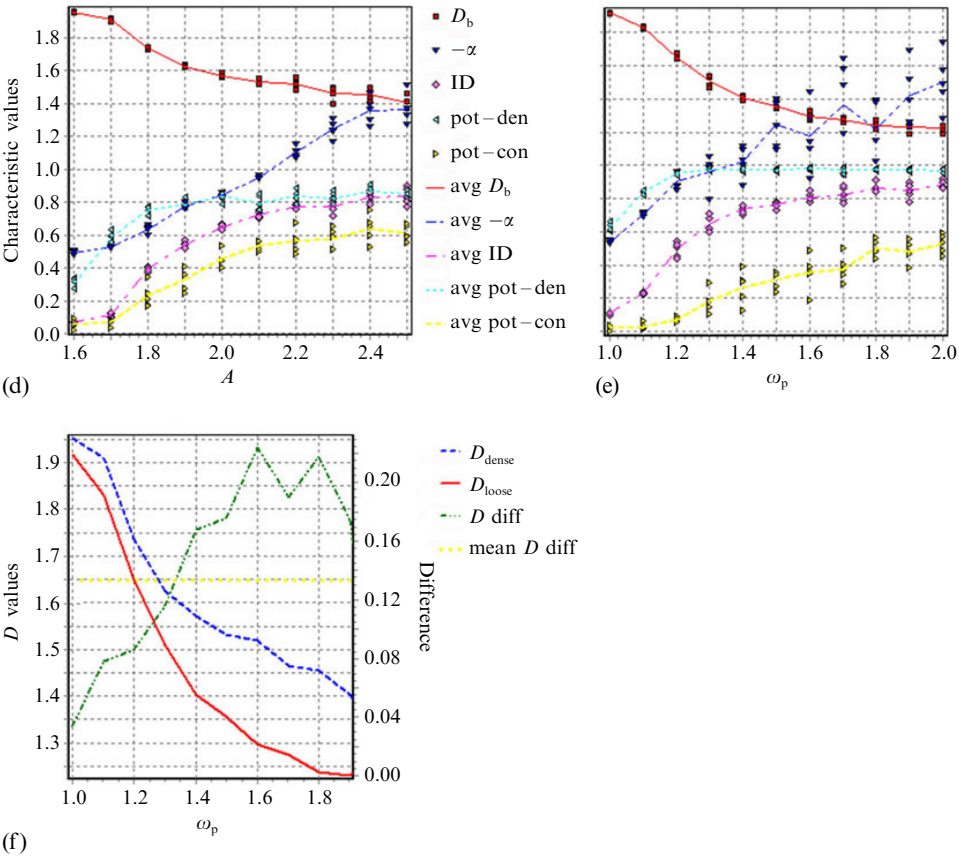 Characteristic values
1.8
1.6
1.4
1.2
1.0
0.8
0.6
0.4
0.2
0.0
1.6 1.8 2.0 2.2 2.4
A
(d)
D_b
−α
ID
pot−den
pot−con
avg D_b
avg −α
avg ID
avg pot−den
avg pot−con
1.0 1.2 1.4 1.6 1.8 2.0
ω_p
(e)
D values
1.9
1.8
1.7
1.6
1.5
1.4
1.3
1.0 1.2 1.4 1.6 1.8
ω_p
0.20
0.16
0.13
0.08
0.04
0.00
Difference
(f)
D_dense
D_loose
D diff
mean D diff